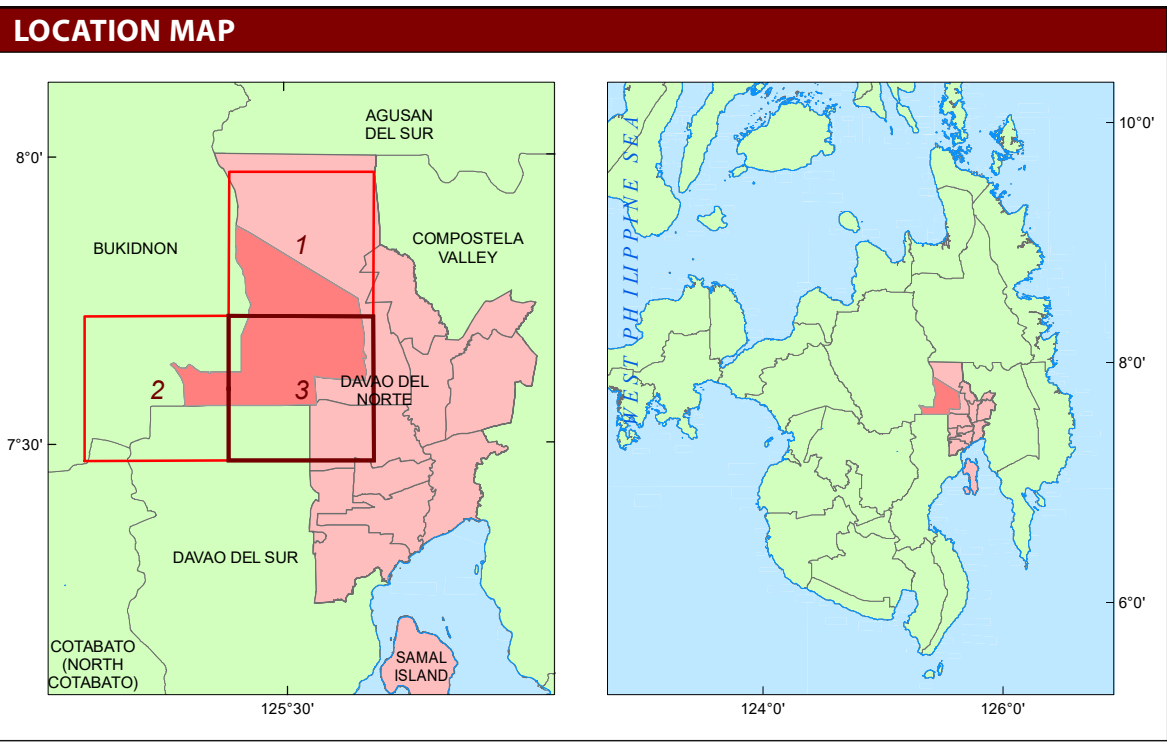 LOCATION MAP
AGUSAN
DEL SUR
8°0'
BUKIDNON
1
COMPOSTELA
VALLEY
2
3
DAVAO DEL
NORTE
7°30'
DAVAO DEL SUR
COTABATO
(NORTH
COTABATO)
SAMAL
ISLAND
125°30'
WEST PHILIPPINE SEA
10°0'
8°0'
6°0'
124°0'
126°0'